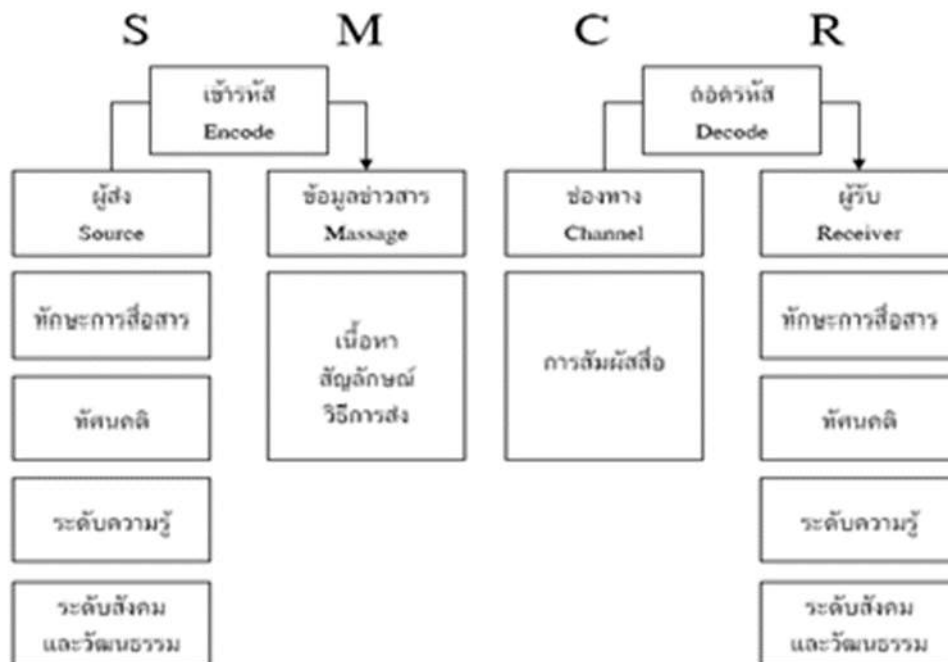 S M C R
เข้ารหัส
Encode
ถอดรหัส
Decode
ผู้ส่ง
Source
ข้อมูลข่าวสาร
Massage
ช่องทาง
Channel
ผู้รับ
Receiver
ทักษะการสื่อสาร
เนื้อหา
สัญลักษณ์
วิธีการส่ง
การสัมผัสสื่อ
ทักษะการสื่อสาร
ทัศนคติ
ทัศนคติ
ระดับความรู้
ระดับความรู้
ระดับสังคม
และวัฒนธรรม
ระดับสังคม
และวัฒนธรรม